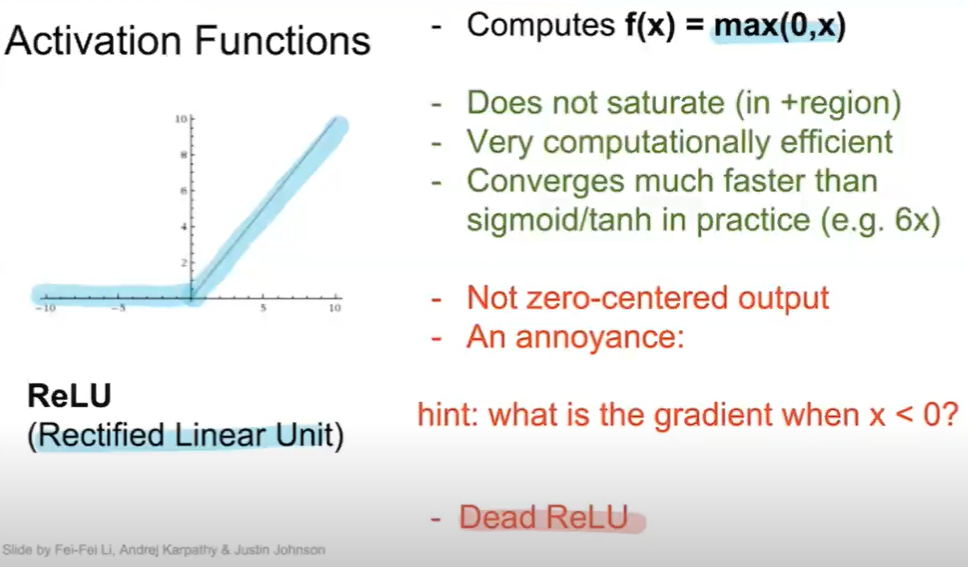 Activation Functions
- Computes f(x) = max(0,x)
- Does not saturate (in +region)
- Very computationally efficient
- Converges much faster than
sigmoid/tanh in practice (e.g. 6x)
- Not zero-centered output
- An annoyance:
hint: what is the gradient when x < 0?
- Dead ReLU
10
8
6
4
2
-10 -5 5 10
ReLU
(Rectified Linear Unit)
Slide by Fei-Fei Li, Andrej Karpathy & Justin Johnson